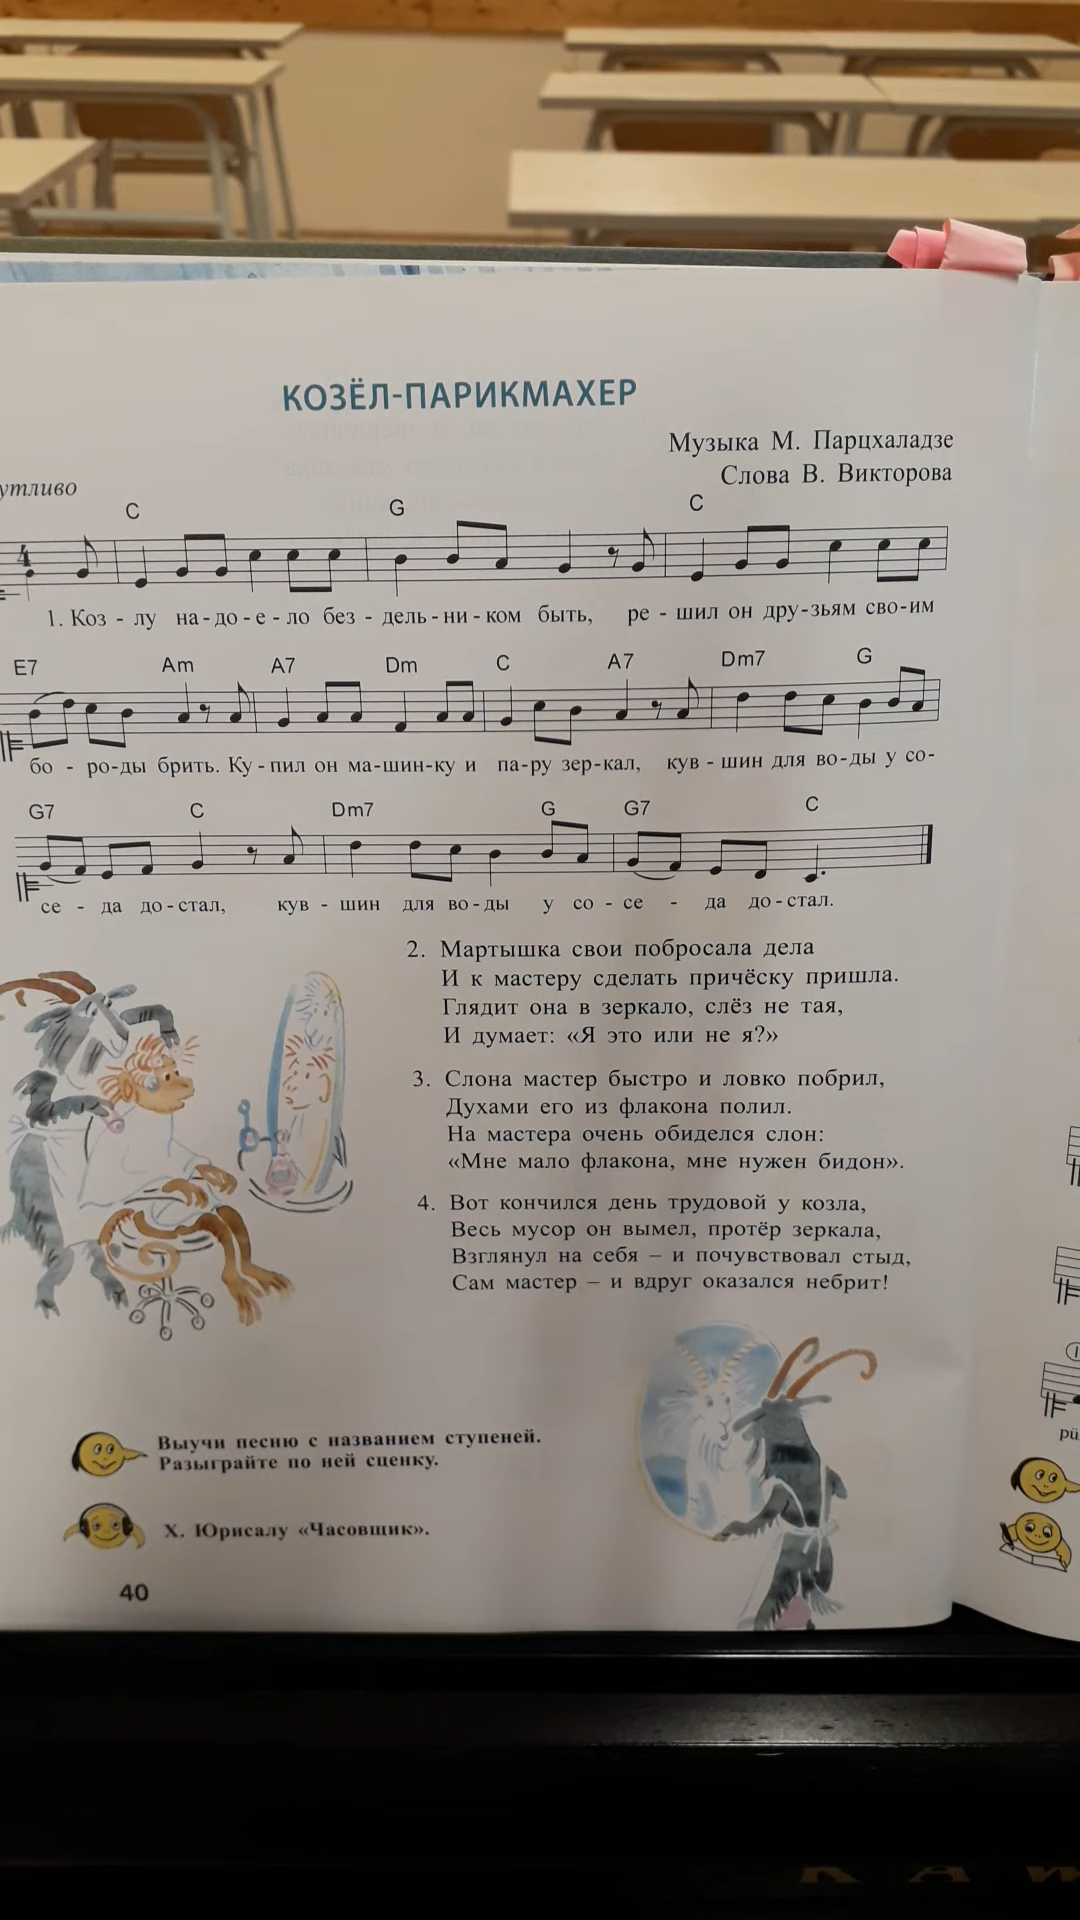 КОЗЁЛ-ПАРИКМАХЕР
Музыка М. Парцхаладзе
Слова В. Викторова
утливо
C G C
4
1. Коз - лу на - до - е - ло без - дель - ни - ком быть, ре - шил он дру - зьям сво - им
E7 Am A7 Dm C A7 Dm7 G
бо - ро - ды брить. Ку - пил он ма - шин - ку и па - ру зер - кал, кув - шин для во - ды у со -
G7 C Dm7 G G7 C
се - да до - стал, кув - шин для во - ды у со - се - да до - стал.
2. Мартышка свои побросала дела
И к мастеру сделать причёску пришла.
Глядит она в зеркало, слёз не тая,
И думает: «Я это или не я?»
3. Слона мастер быстро и ловко побрил,
Духами его из флакона полил.
На мастера очень обиделся слон:
«Мне мало флакона, мне нужен бидон».
4. Вот кончился день трудовой у козла,
Весь мусор он вымел, протёр зеркала,
Взглянул на себя – и почувствовал стыд,
Сам мастер – и вдруг оказался небрит!
Выучи песню с названием ступеней.
Разыграйте по ней сценку.
Х. Юрисалу «Часовщик».
40
rü